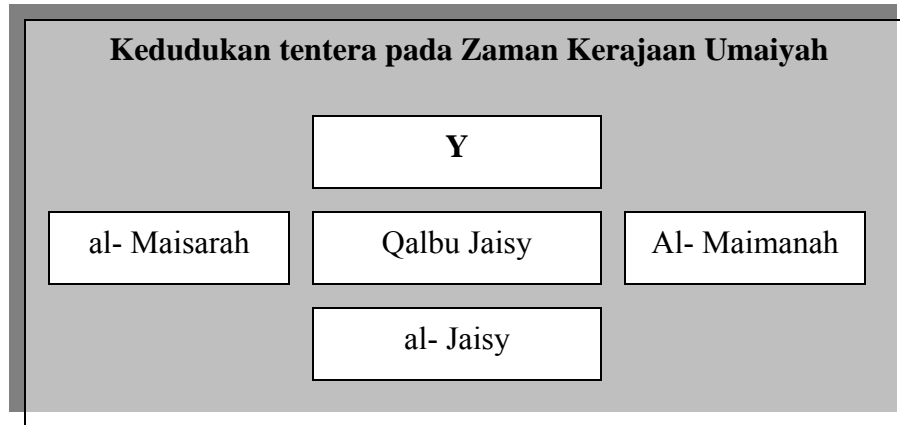 Kedudukan tentera pada Zaman Kerajaan Umaiyah
Y
al- Maisarah
Qalbu Jaisy
Al- Maimanah
al- Jaisy